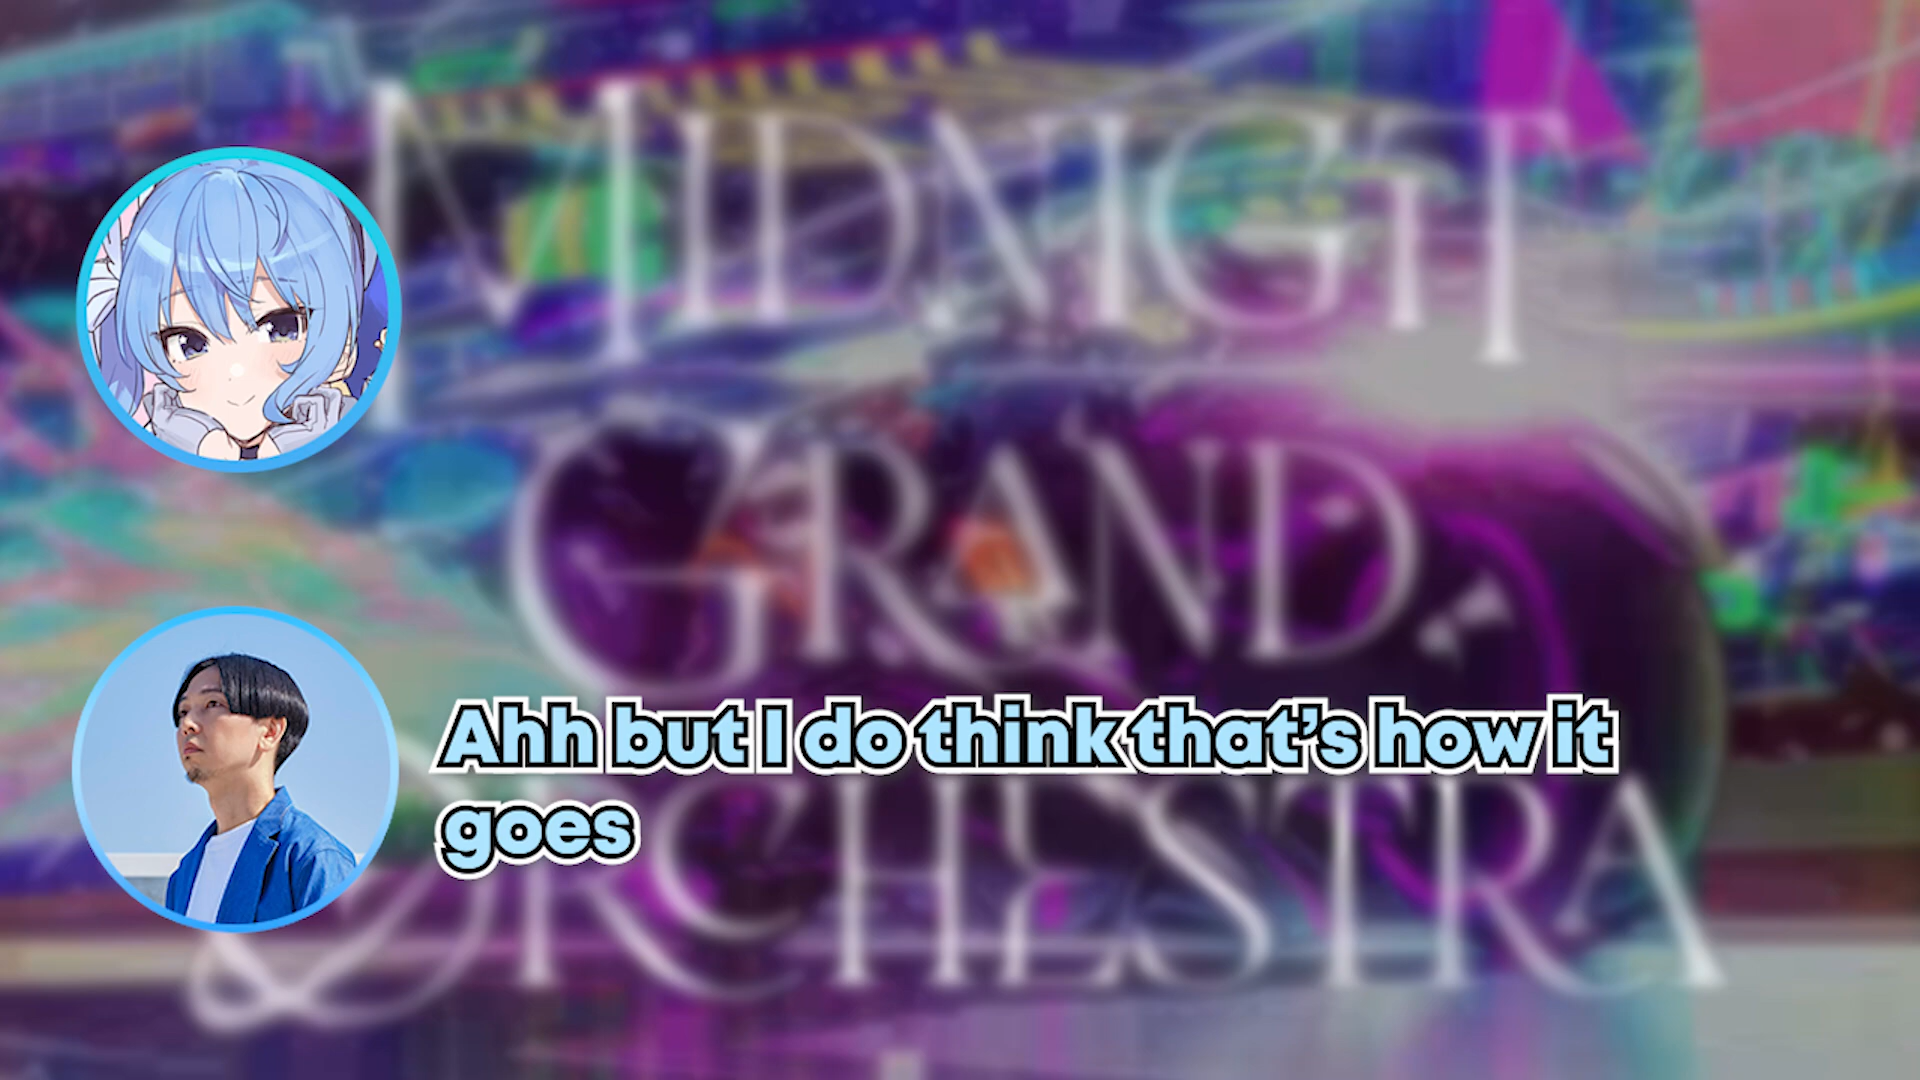 MIDNIGHT
GRAND
ORCHESTRA
Ahh but I do think that's how it
goes